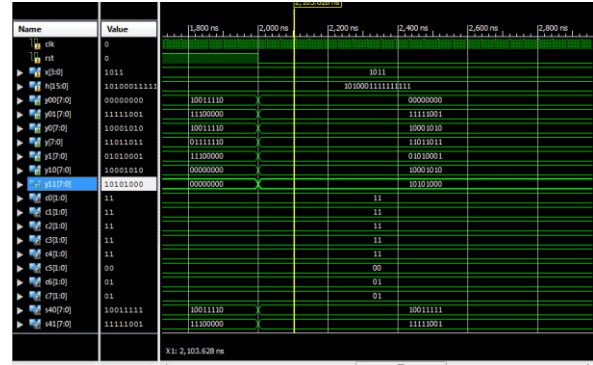 2,103.628 ns
Name Value 1,800 ns 2,000 ns 2,200 ns 2,400 ns 2,600 ns 2,800 ns
clk 0
rst 0
x[3:0] 1011 1011
h[15:0] 10100011111 1010001111111111
y00[7:0] 00000000 10011110 00000000
y01[7:0] 11111001 11100000 11111001
y0[7:0] 10001010 10011110 10001010
y[7:0] 11011011 01111110 11011011
y1[7:0] 01010001 11100000 01010001
y10[7:0] 10001010 00000000 10001010
y11[7:0] 10101000 00000000 10101000
c0[1:0] 11 11
c1[1:0] 11 11
c2[1:0] 11 11
c3[1:0] 11 11
c4[1:0] 11 11
c5[1:0] 00 00
c6[1:0] 01 01
c7[1:0] 01 01
s40[7:0] 10011111 10011110 10011111
s41[7:0] 11111001 11100000 11111001
X1: 2,103.628 ns